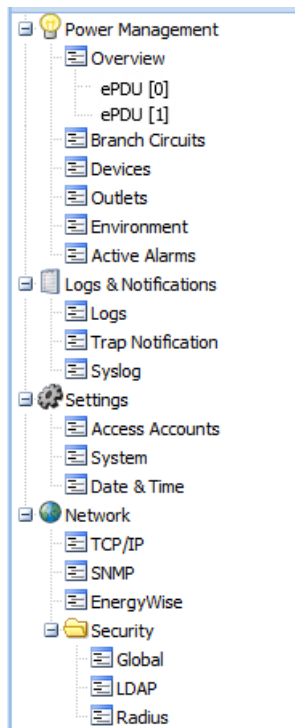 Power Management
Overview
ePDU [0]
ePDU [1]
Branch Circuits
Devices
Outlets
Environment
Active Alarms
Logs & Notifications
Logs
Trap Notification
Syslog
Settings
Access Accounts
System
Date & Time
Network
TCP/IP
SNMP
EnergyWise
Security
Global
LDAP
Radius